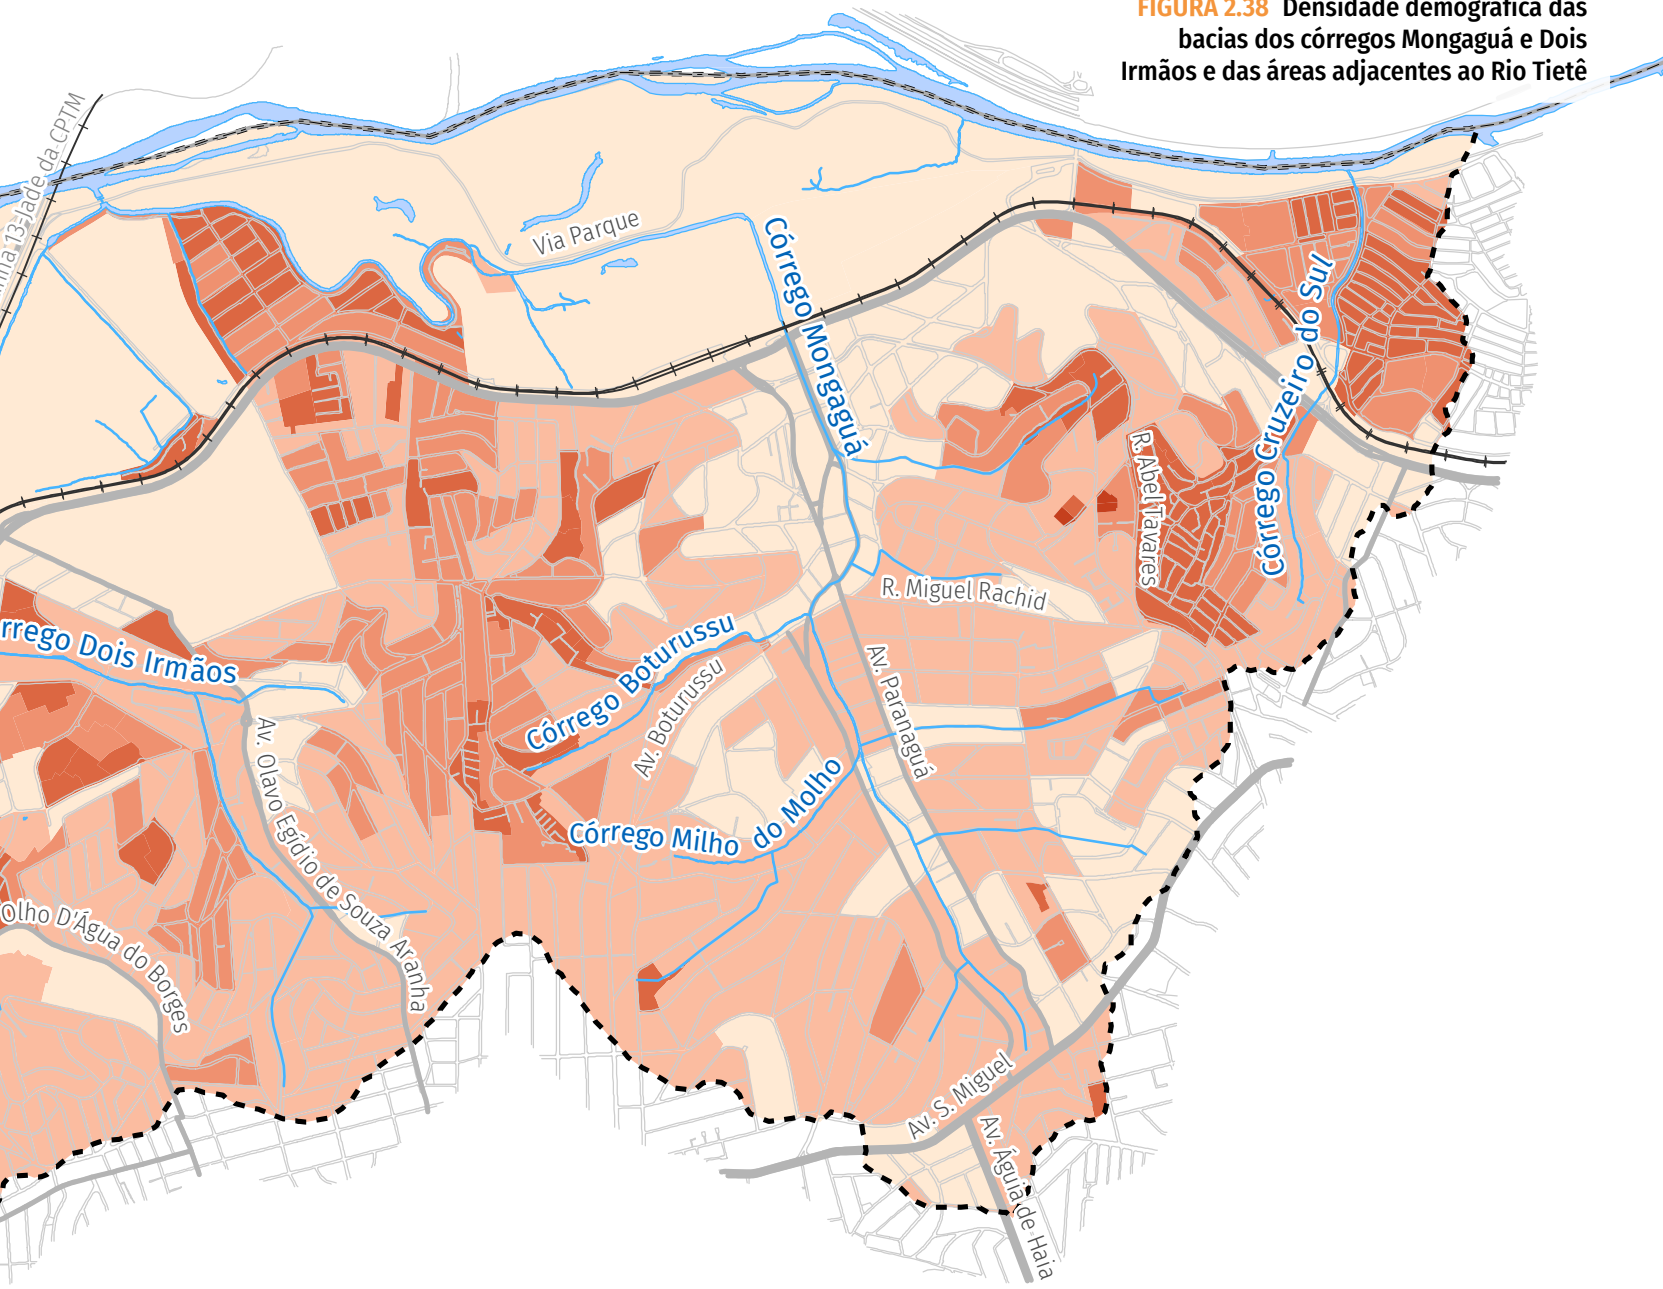 FIGURA 2.38 Densidade demográfica das
bacias dos córregos Mongaguá e Dois
Irmãos e das áreas adjacentes ao Rio Tietê
13-Jade da CPTM
Via Parque
Córrego Mongaguá
Córrego Cruzeiro do Sul
R. Abel Tavares
R. Miguel Rachid
rrego Dois Irmãos
Córrego Boturussu
Av. Boturussu
Av. Paranaguá
Av. Olavo Egídio de Souza Aranha
Córrego Milho do Molho
Olho D'Água do Borges
Av. S. Miguel
Av. Águia de Haia